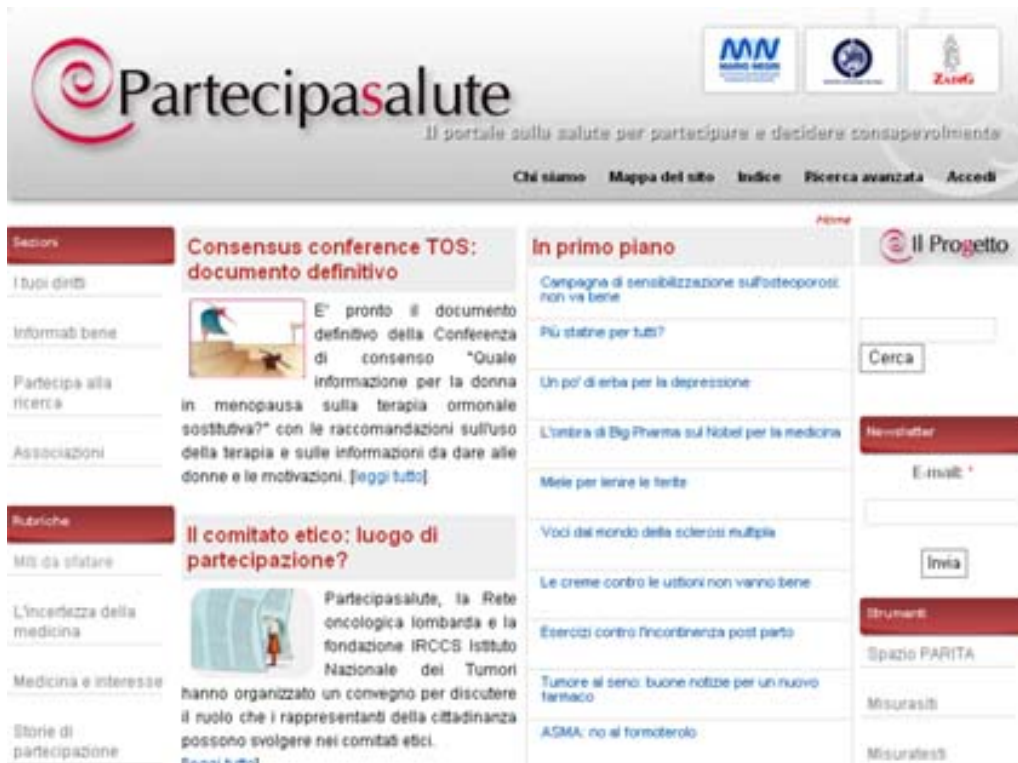 Partecipasalute
MARIO NEGRI
ZADIG
Il portale sulla salute per partecipare e decidere consapevolmente
Chi siamo Mappa del sito Indice Ricerca avanzata Accedi
Home
Sezioni
I tuoi diritti
Informati bene
Partecipa alla
ricerca
Associazioni
Rubriche
Miti da sfatare
L'incertezza della
medicina
Medicina e interesse
Storie di
partecipazione
Consensus conference TOS:
documento definitivo
E' pronto il documento
definitivo della Conferenza
di consenso "Quale
informazione per la donna
in menopausa sulla terapia ormonale
sostitutiva?" con le raccomandazioni sull'uso
della terapia e sulle informazioni da dare alle
donne e le motivazioni. [leggi tutto]
Il comitato etico: luogo di
partecipazione?
Partecipasalute, la Rete
oncologica lombarda e la
fondazione IRCCS Istituto
Nazionale dei Tumori
hanno organizzato un convegno per discutere
il ruolo che i rappresentanti della cittadinanza
possono svolgere nei comitati etici.
[leggi tutto]
In primo piano
Campagna di sensibilizzazione sull'osteoporosi:
non va bene
Più statine per tutti?
Un po' di erba per la depressione
L'ombra di Big Pharma sul Nobel per la medicina
Miele per lenire le ferite
Voci dal mondo della sclerosi multipla
Le creme contro le ustioni non vanno bene
Esercizi contro l'incontinenza post parto
Tumore al seno: buone notizie per un nuovo
farmaco
ASMA: no al formoterolo
Il Progetto
Cerca
Newsletter
E-mail: *
Invia
Strumenti
Spazio PARITA
Misurasiti
Misuratesti